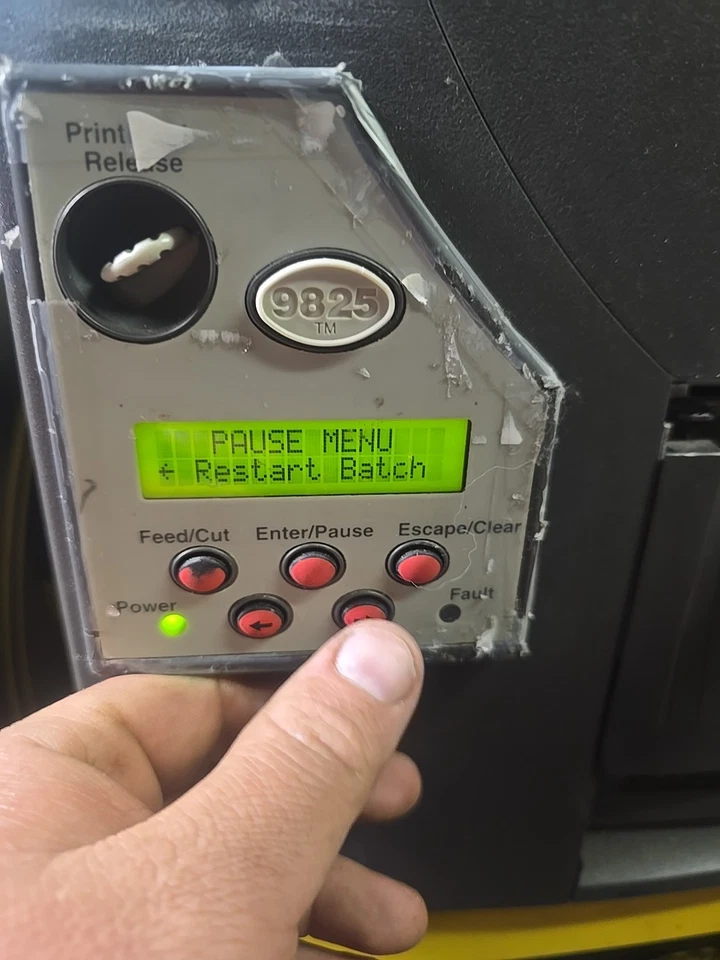 Print
Release
9825
TM
PAUSE MENU
← Restart Batch
Feed/Cut
Enter/Pause
Escape/Clear
Power
Fault
←